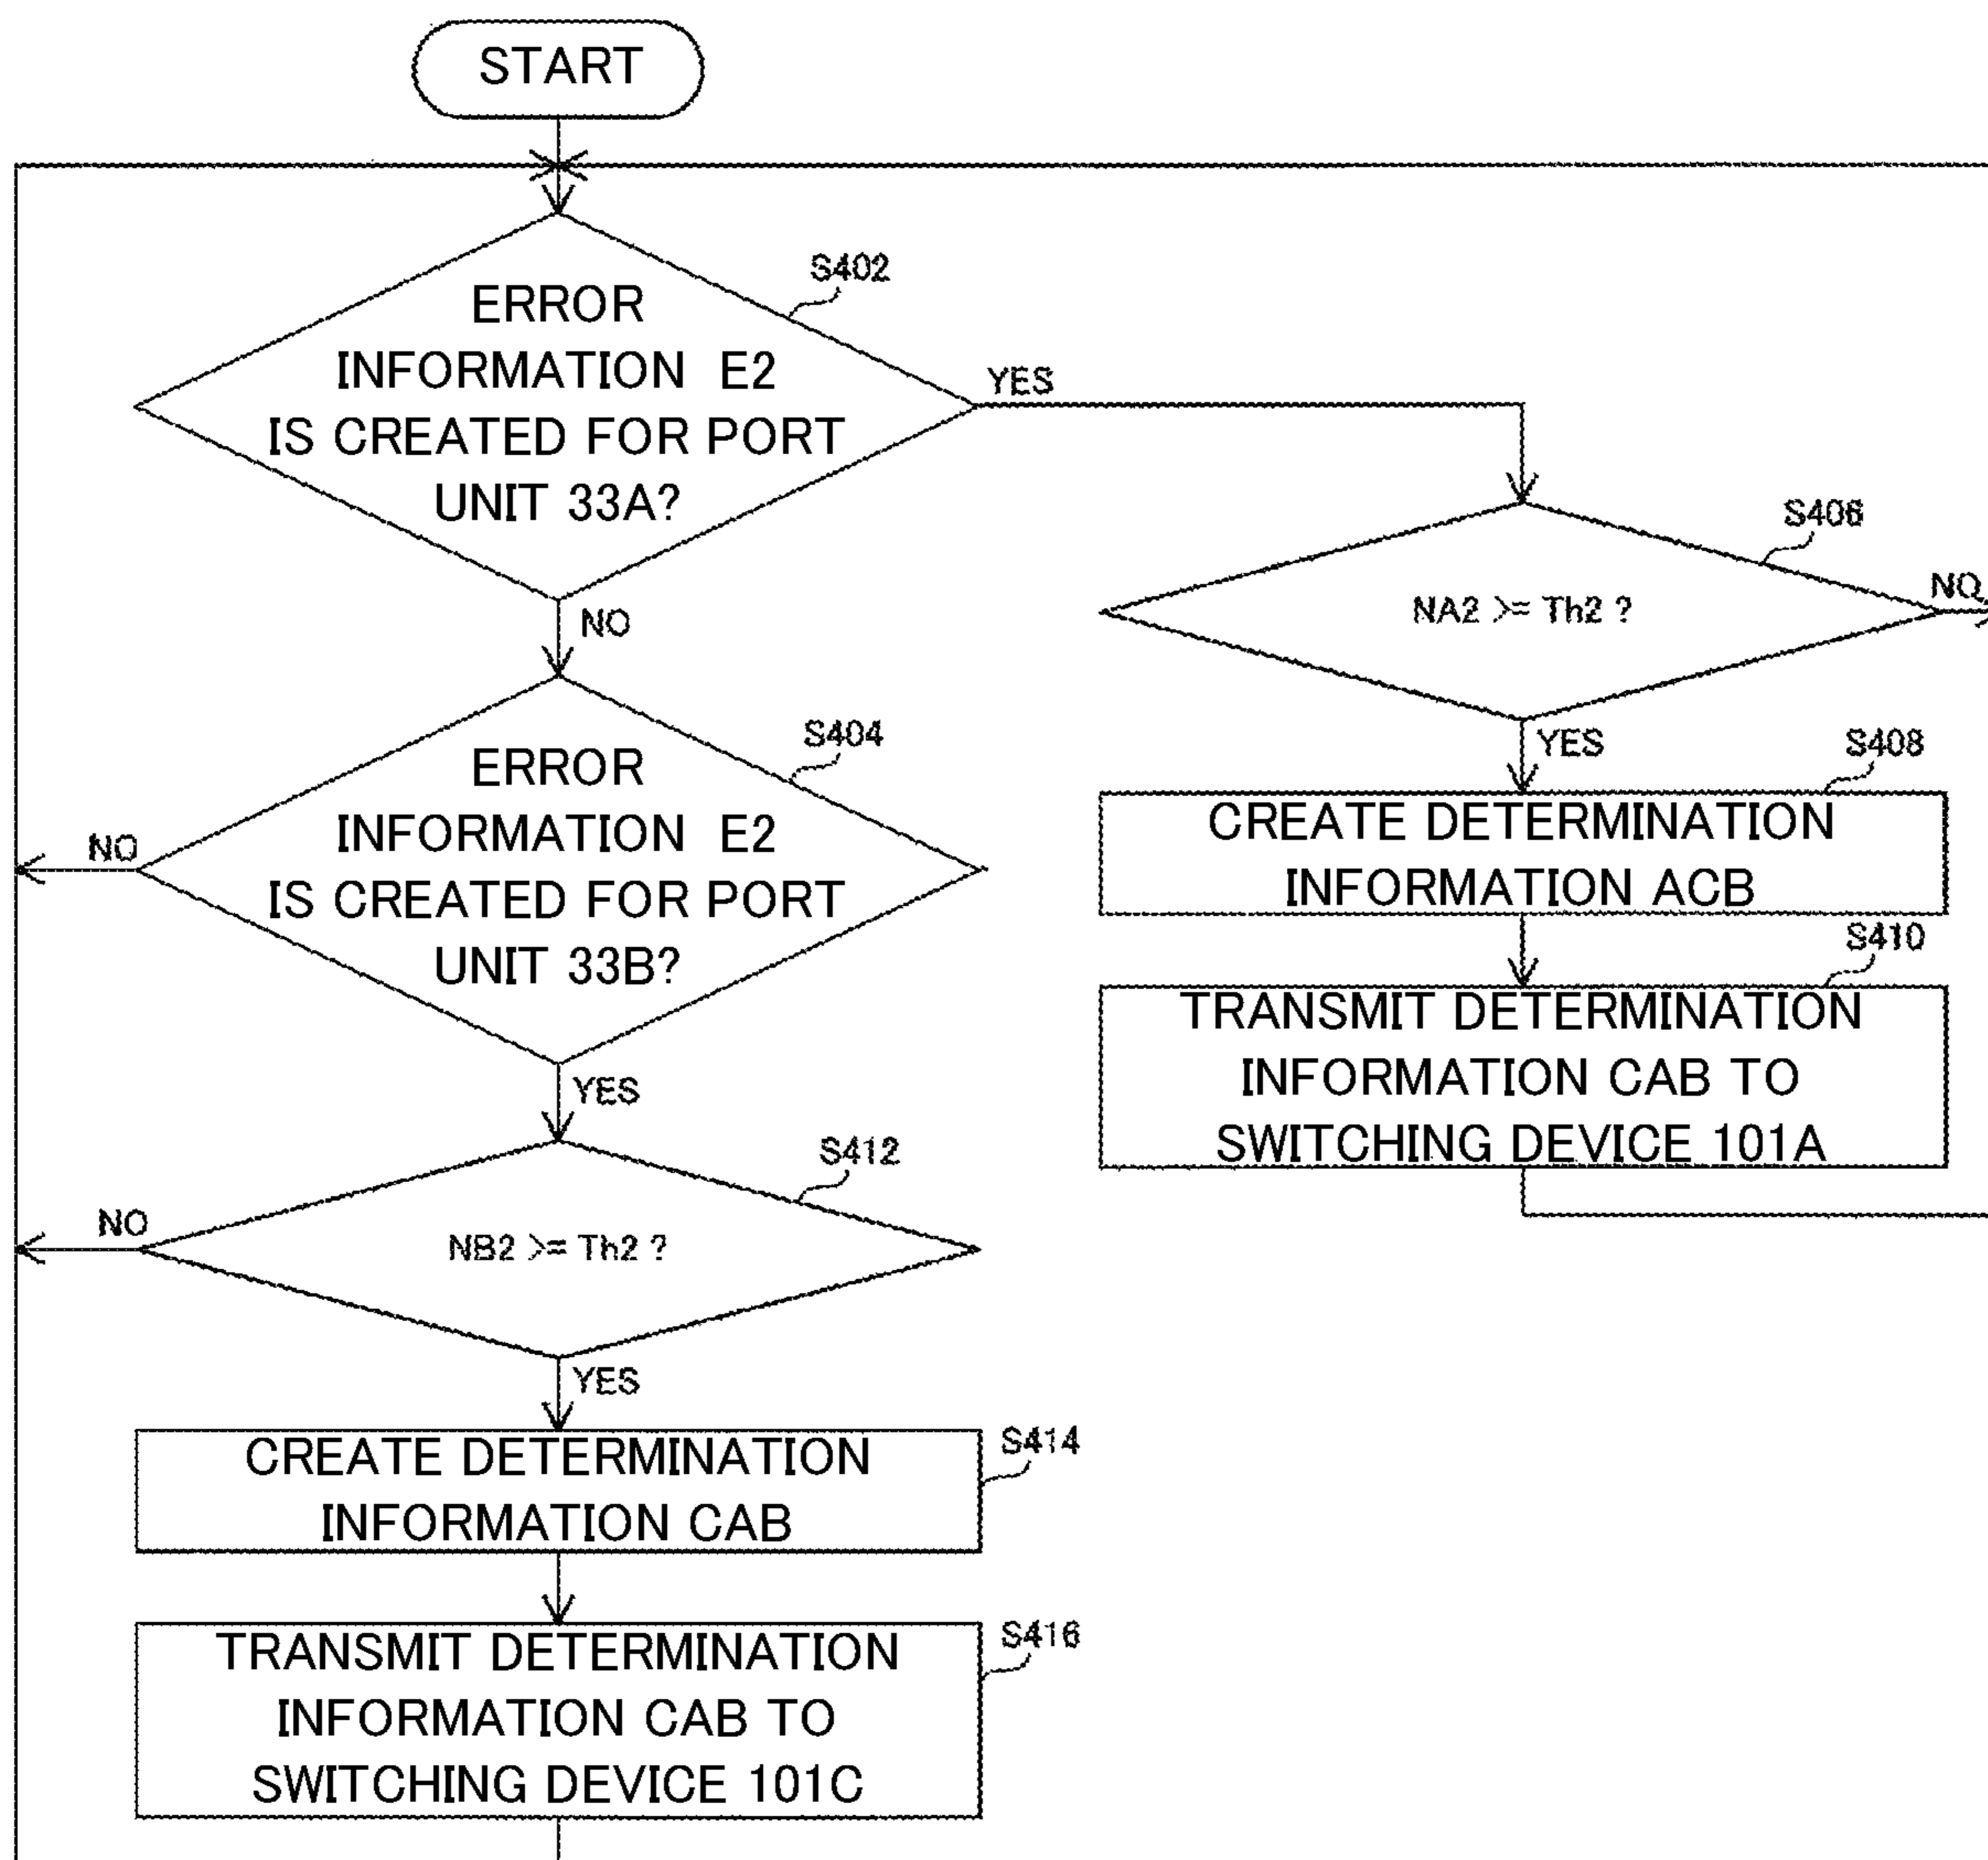 START
S402
ERROR
INFORMATION E2
IS CREATED FOR PORT
UNIT 33A?
YES
NO
S406
NA2 >= Th2 ?
NO
YES
S404
ERROR
INFORMATION E2
IS CREATED FOR PORT
UNIT 33B?
NO
YES
S408
CREATE DETERMINATION
INFORMATION ACB
S410
TRANSMIT DETERMINATION
INFORMATION CAB TO
SWITCHING DEVICE 101A
S412
NB2 >= Th2 ?
NO
YES
S414
CREATE DETERMINATION
INFORMATION CAB
S416
TRANSMIT DETERMINATION
INFORMATION CAB TO
SWITCHING DEVICE 101C